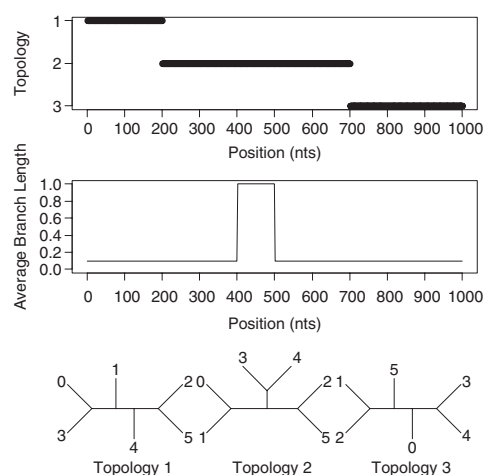 Topology
1
2
3
0 100 200 300 400 500 600 700 800 900 1000
Position (nts)
Average Branch Length
1.0
0.8
0.6
0.4
0.2
0.0
0 100 200 300 400 500 600 700 800 900 1000
Position (nts)
0 1 2 3 4 5
0 3 4 2 1 5
1 5 3 2 0 4
Topology 1 Topology 2 Topology 3